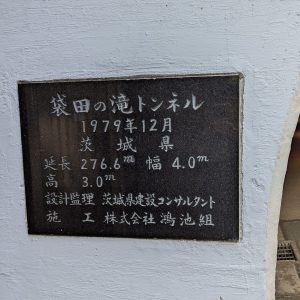 袋田の滝トンネル
1979年12月
茨城県
延長 276.6m 幅 4.0m
高 3.0m
設計監理 茨城県建設コンサルタント
施工 株式会社 鴻池組